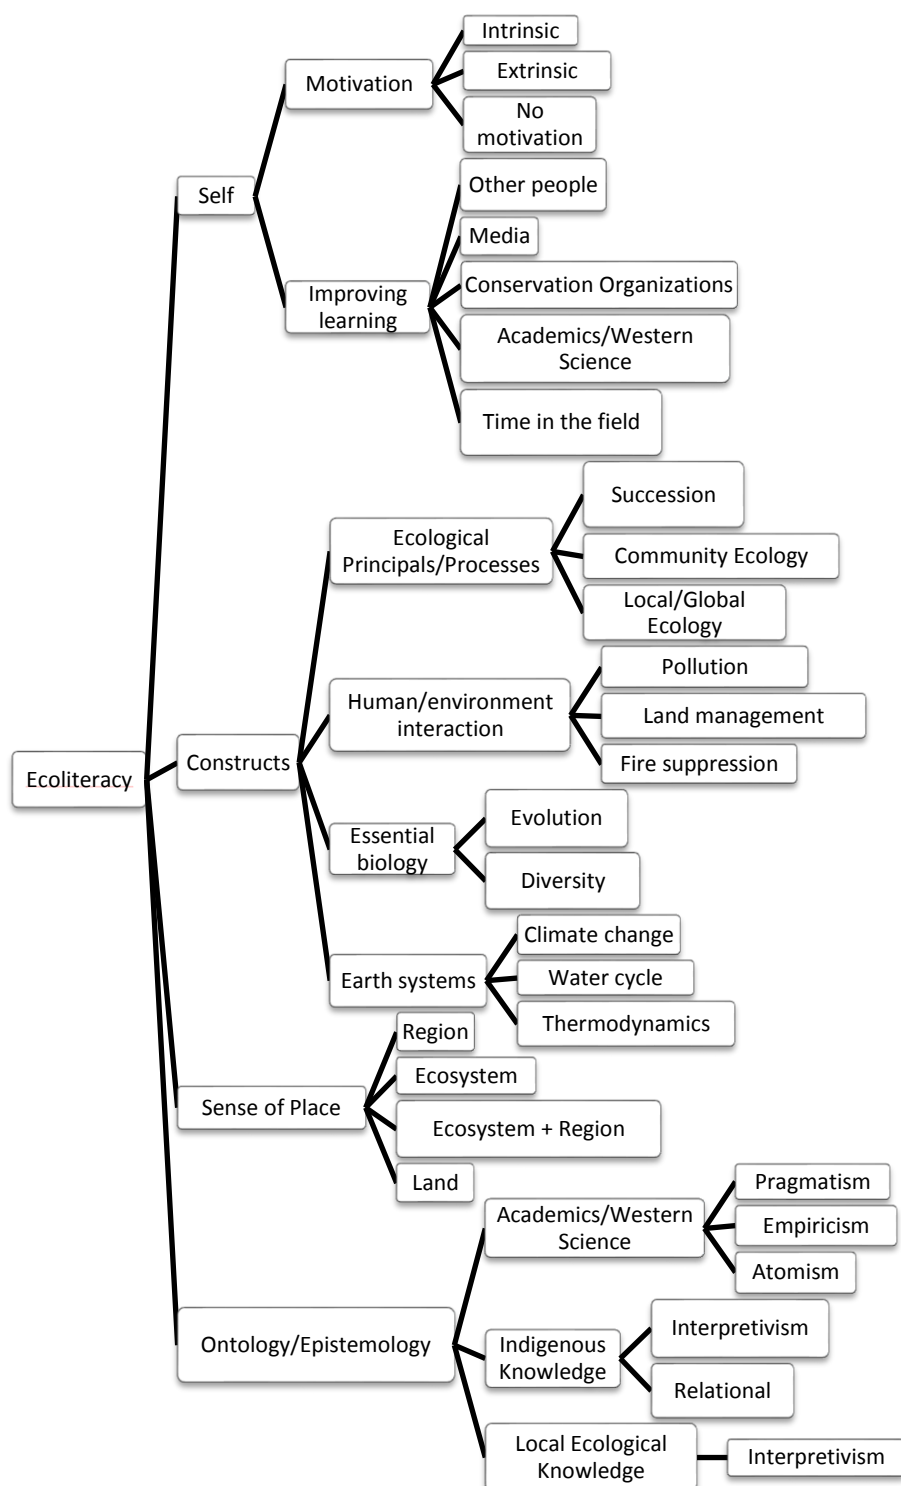 Intrinsic
Extrinsic
No
motivation
Motivation
Other people
Media
Self
Conservation Organizations
Improving
learning
Academics/Western
Science
Time in the field
Succession
Ecological
Principals/Processes
Community Ecology
Local/Global
Ecology
Pollution
Human/environment
interaction
Land management
Fire suppression
Ecoliteracy
Constructs
Evolution
Essential
biology
Diversity
Climate change
Earth systems
Water cycle
Thermodynamics
Region
Ecosystem
Sense of Place
Ecosystem + Region
Land
Pragmatism
Academics/Western
Science
Empiricism
Atomism
Ontology/Epistemology
Interpretivism
Indigenous
Knowledge
Relational
Local Ecological
Knowledge
Interpretivism